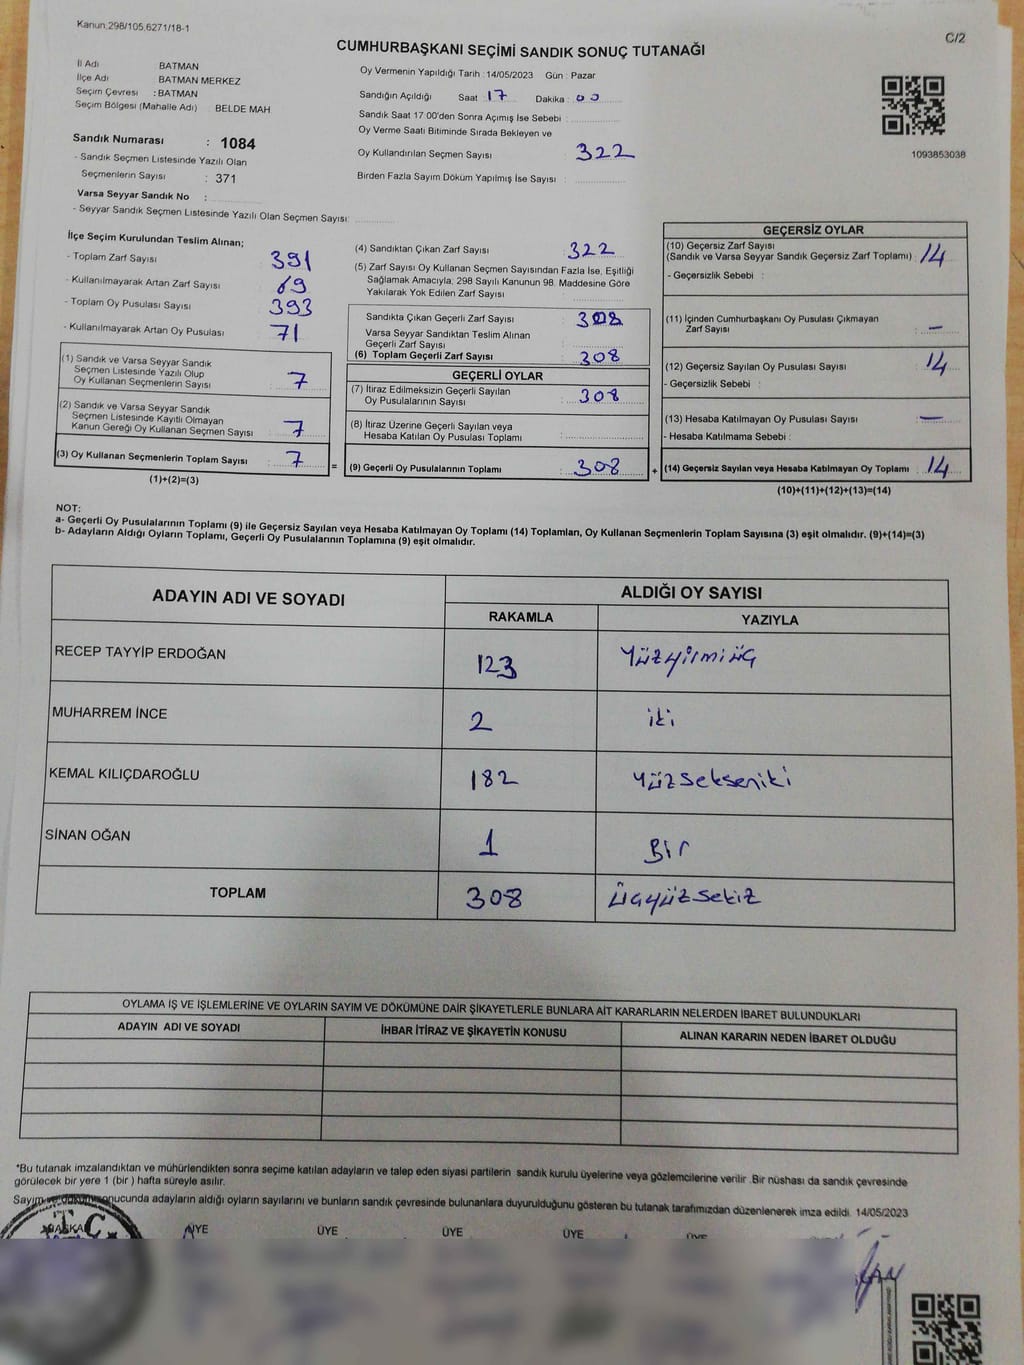 Kanun.298/105,6271/18-1
C/2
CUMHURBAŞKANI SEÇİMİ SANDIK SONUÇ TUTANAĞI
İl Adı BATMAN
İlçe Adı : BATMAN MERKEZ
Seçim Çevresi : BATMAN
Seçim Bölgesi (Mahalle Adı) : BELDE MAH
Oy Vermenin Yapıldığı Tarih : 14/05/2023 Gün : Pazar
Sandığın Açıldığı Saat 17 Dakika : 00
Sandık Saat 17 00'den Sonra Açımış İse Sebebi :
Oy Verme Saati Bitiminde Sırada Bekleyen ve
Oy Kullandırılan Seçmen Sayısı : 322
Birden Fazla Sayım Döküm Yapılmış İse Sayısı :
1093853038
Sandık Numarası : 1084
- Sandık Seçmen Listesinde Yazılı Olan
Seçmenlerin Sayısı : 371
Varsa Seyyar Sandık No :
- Seyyar Sandık Seçmen Listesinde Yazılı Olan Seçmen Sayısı:
İlçe Seçim Kurulundan Teslim Alınan;
- Toplam Zarf Sayısı : 391
- Kullanılmayarak Artan Zarf Sayısı : 69
- Toplam Oy Pusulası Sayısı : 393
- Kullanılmayarak Artan Oy Pusulası : 71
(1) Sandık ve Varsa Seyyar Sandık
Seçmen Listesinde Yazılı Olup
Oy Kullanan Seçmenlerin Sayısı : 7
(2) Sandık ve Varsa Seyyar Sandık
Seçmen Listesinde Kayıtlı Olmayan
Kanun Gereği Oy Kullanan Seçmen Sayısı : 7
(3) Oy Kullanan Seçmenlerin Toplam Sayısı : 7
(1)+(2)=(3)
(4) Sandıktan Çıkan Zarf Sayısı : 322
(5) Zarf Sayısı Oy Kullanan Seçmen Sayısından Fazla İse, Eşitliği
Sağlamak Amacıyla; 298 Sayılı Kanunun 98. Maddesine Göre
Yakılarak Yok Edilen Zarf Sayısı :
Sandıkta Çıkan Geçerli Zarf Sayısı : 308
Varsa Seyyar Sandıktan Teslim Alınan
Geçerli Zarf Sayısı :
(6) Toplam Geçerli Zarf Sayısı : 308
GEÇERLİ OYLAR
(7) İtiraz Edilmeksizin Geçerli Sayılan
Oy Pusulalarının Sayısı : 308
(8) İtiraz Üzerine Geçerli Sayılan veya
Hesaba Katılan Oy Pusulası Toplamı :
= (9) Geçerli Oy Pusulalarının Toplamı : 308 +
GEÇERSİZ OYLAR
(10) Geçersiz Zarf Sayısı
(Sandık ve Varsa Seyyar Sandık Geçersiz Zarf Toplamı) : 14
- Geçersizlik Sebebi :
(11) İçinden Cumhurbaşkanı Oy Pusulası Çıkmayan
Zarf Sayısı : —
(12) Geçersiz Sayılan Oy Pusulası Sayısı : 14
- Geçersizlik Sebebi :
(13) Hesaba Katılmayan Oy Pusulası Sayısı : —
- Hesaba Katılmama Sebebi :
(14) Geçersiz Sayılan veya Hesaba Katılmayan Oy Toplamı : 14
(10)+(11)+(12)+(13)=(14)
NOT:
a- Geçerli Oy Pusulalarının Toplamı (9) ile Geçersiz Sayılan veya Hesaba Katılmayan Oy Toplamı (14) Toplamları, Oy Kullanan Seçmenlerin Toplam Sayısına (3) eşit olmalıdır. (9)+(14)=(3)
b- Adayların Aldığı Oyların Toplamı, Geçerli Oy Pusulalarının Toplamına (9) eşit olmalıdır.
ADAYIN ADI VE SOYADI ALDIĞI OY SAYISI
RAKAMLA YAZIYLA
RECEP TAYYİP ERDOĞAN 123 Yüzyirmiüç
MUHARREM İNCE 2 iki
KEMAL KILIÇDAROĞLU 182 Yüzsekseniki
SİNAN OĞAN 1 Bir
TOPLAM 308 Üçyüzsekiz
OYLAMA İŞ VE İŞLEMLERİNE VE OYLARIN SAYIM VE DÖKÜMÜNE DAİR ŞİKAYETLERLE BUNLARA AİT KARARLARIN NELERDEN İBARET BULUNDUKLARI
ADAYIN ADI VE SOYADI İHBAR İTİRAZ VE ŞİKAYETİN KONUSU ALINAN KARARIN NEDEN İBARET OLDUĞU
*Bu tutanak imzalandıktan ve mühürlendikten sonra seçime katılan adayların ve talep eden siyasi partilerin sandık kurulu üyelerine veya gözlemcilerine verilir .Bir nüshası da sandık çevresinde
görülecek bir yere 1 (bir ) hafta süreyle asılır.
Sayım ve döküm sonucunda adayların aldığı oyların sayılarını ve bunların sandık çevresinde bulunanlara duyurulduğunu gösteren bu tutanak tarafımızdan düzenlenerek imza edildi. 14/05/2023
T.C
BAŞKAN ÜYE ÜYE ÜYE ÜYE ÜYE